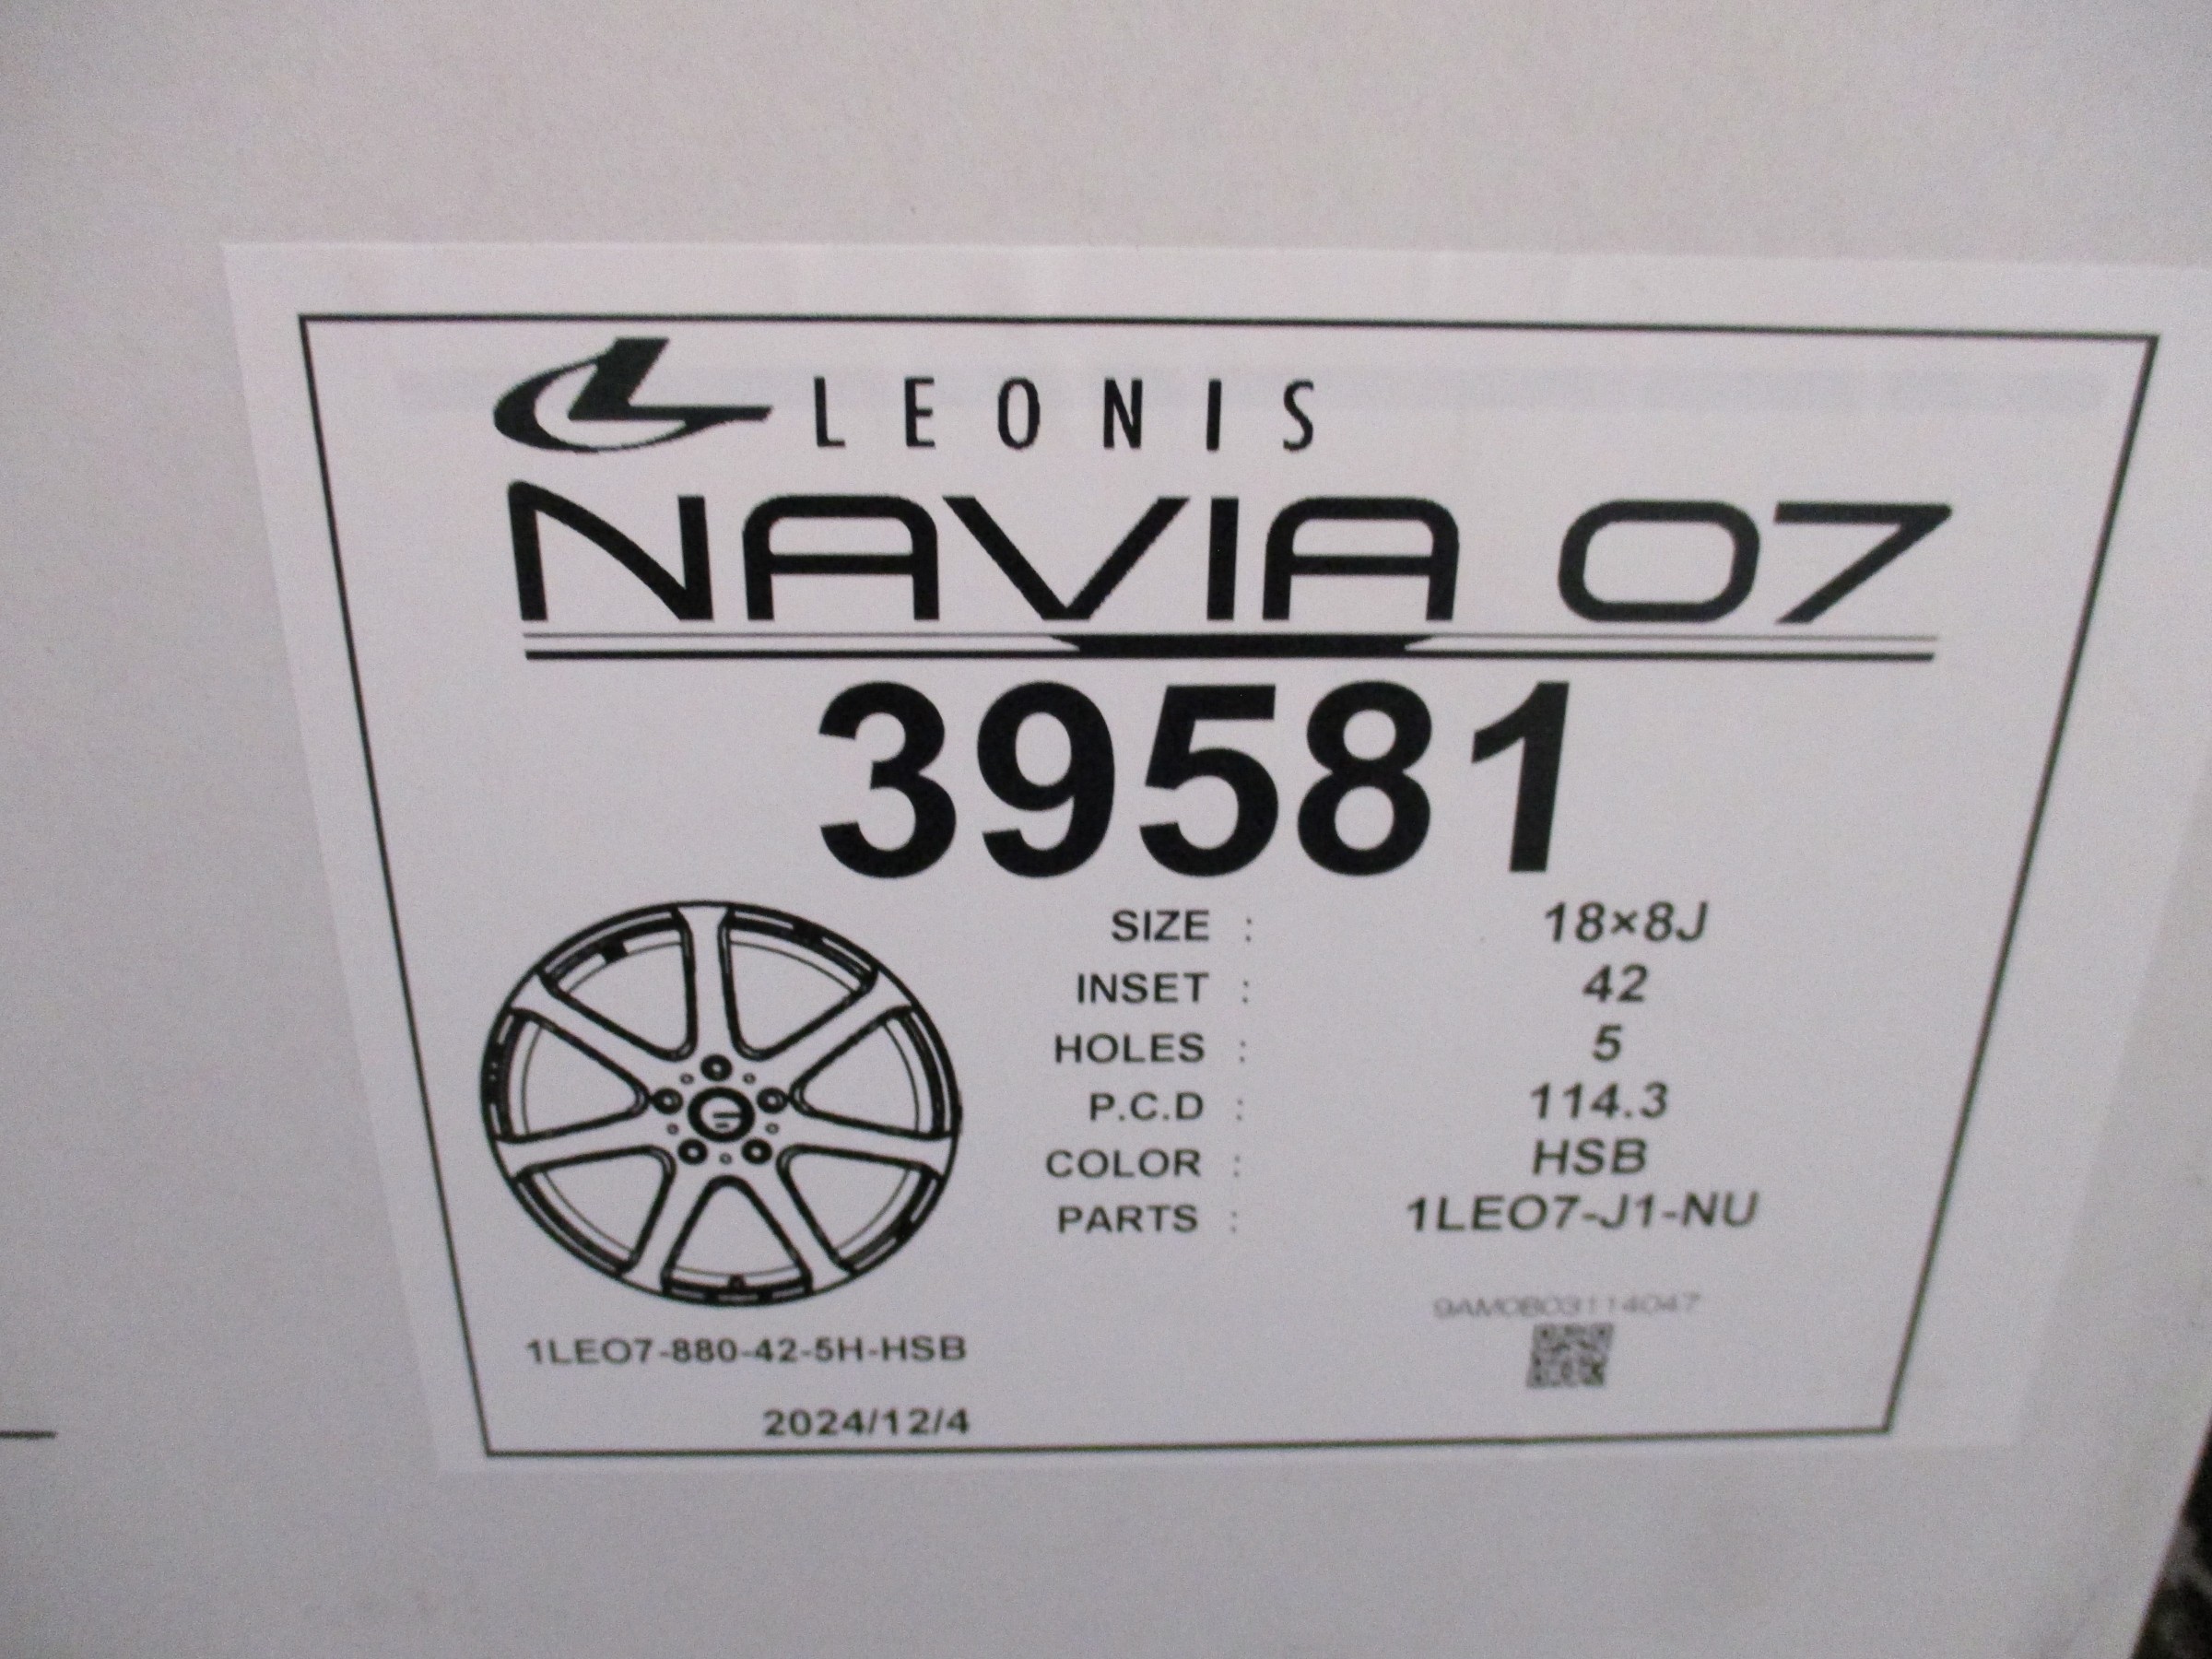 LEONIS
NAVIA 07
39581
SIZE : 18×8J
INSET : 42
HOLES : 5
P.C.D : 114.3
COLOR : HSB
PARTS : 1LEO7-J1-NU
9AM0B03114047
1LEO7-880-42-5H-HSB
2024/12/4